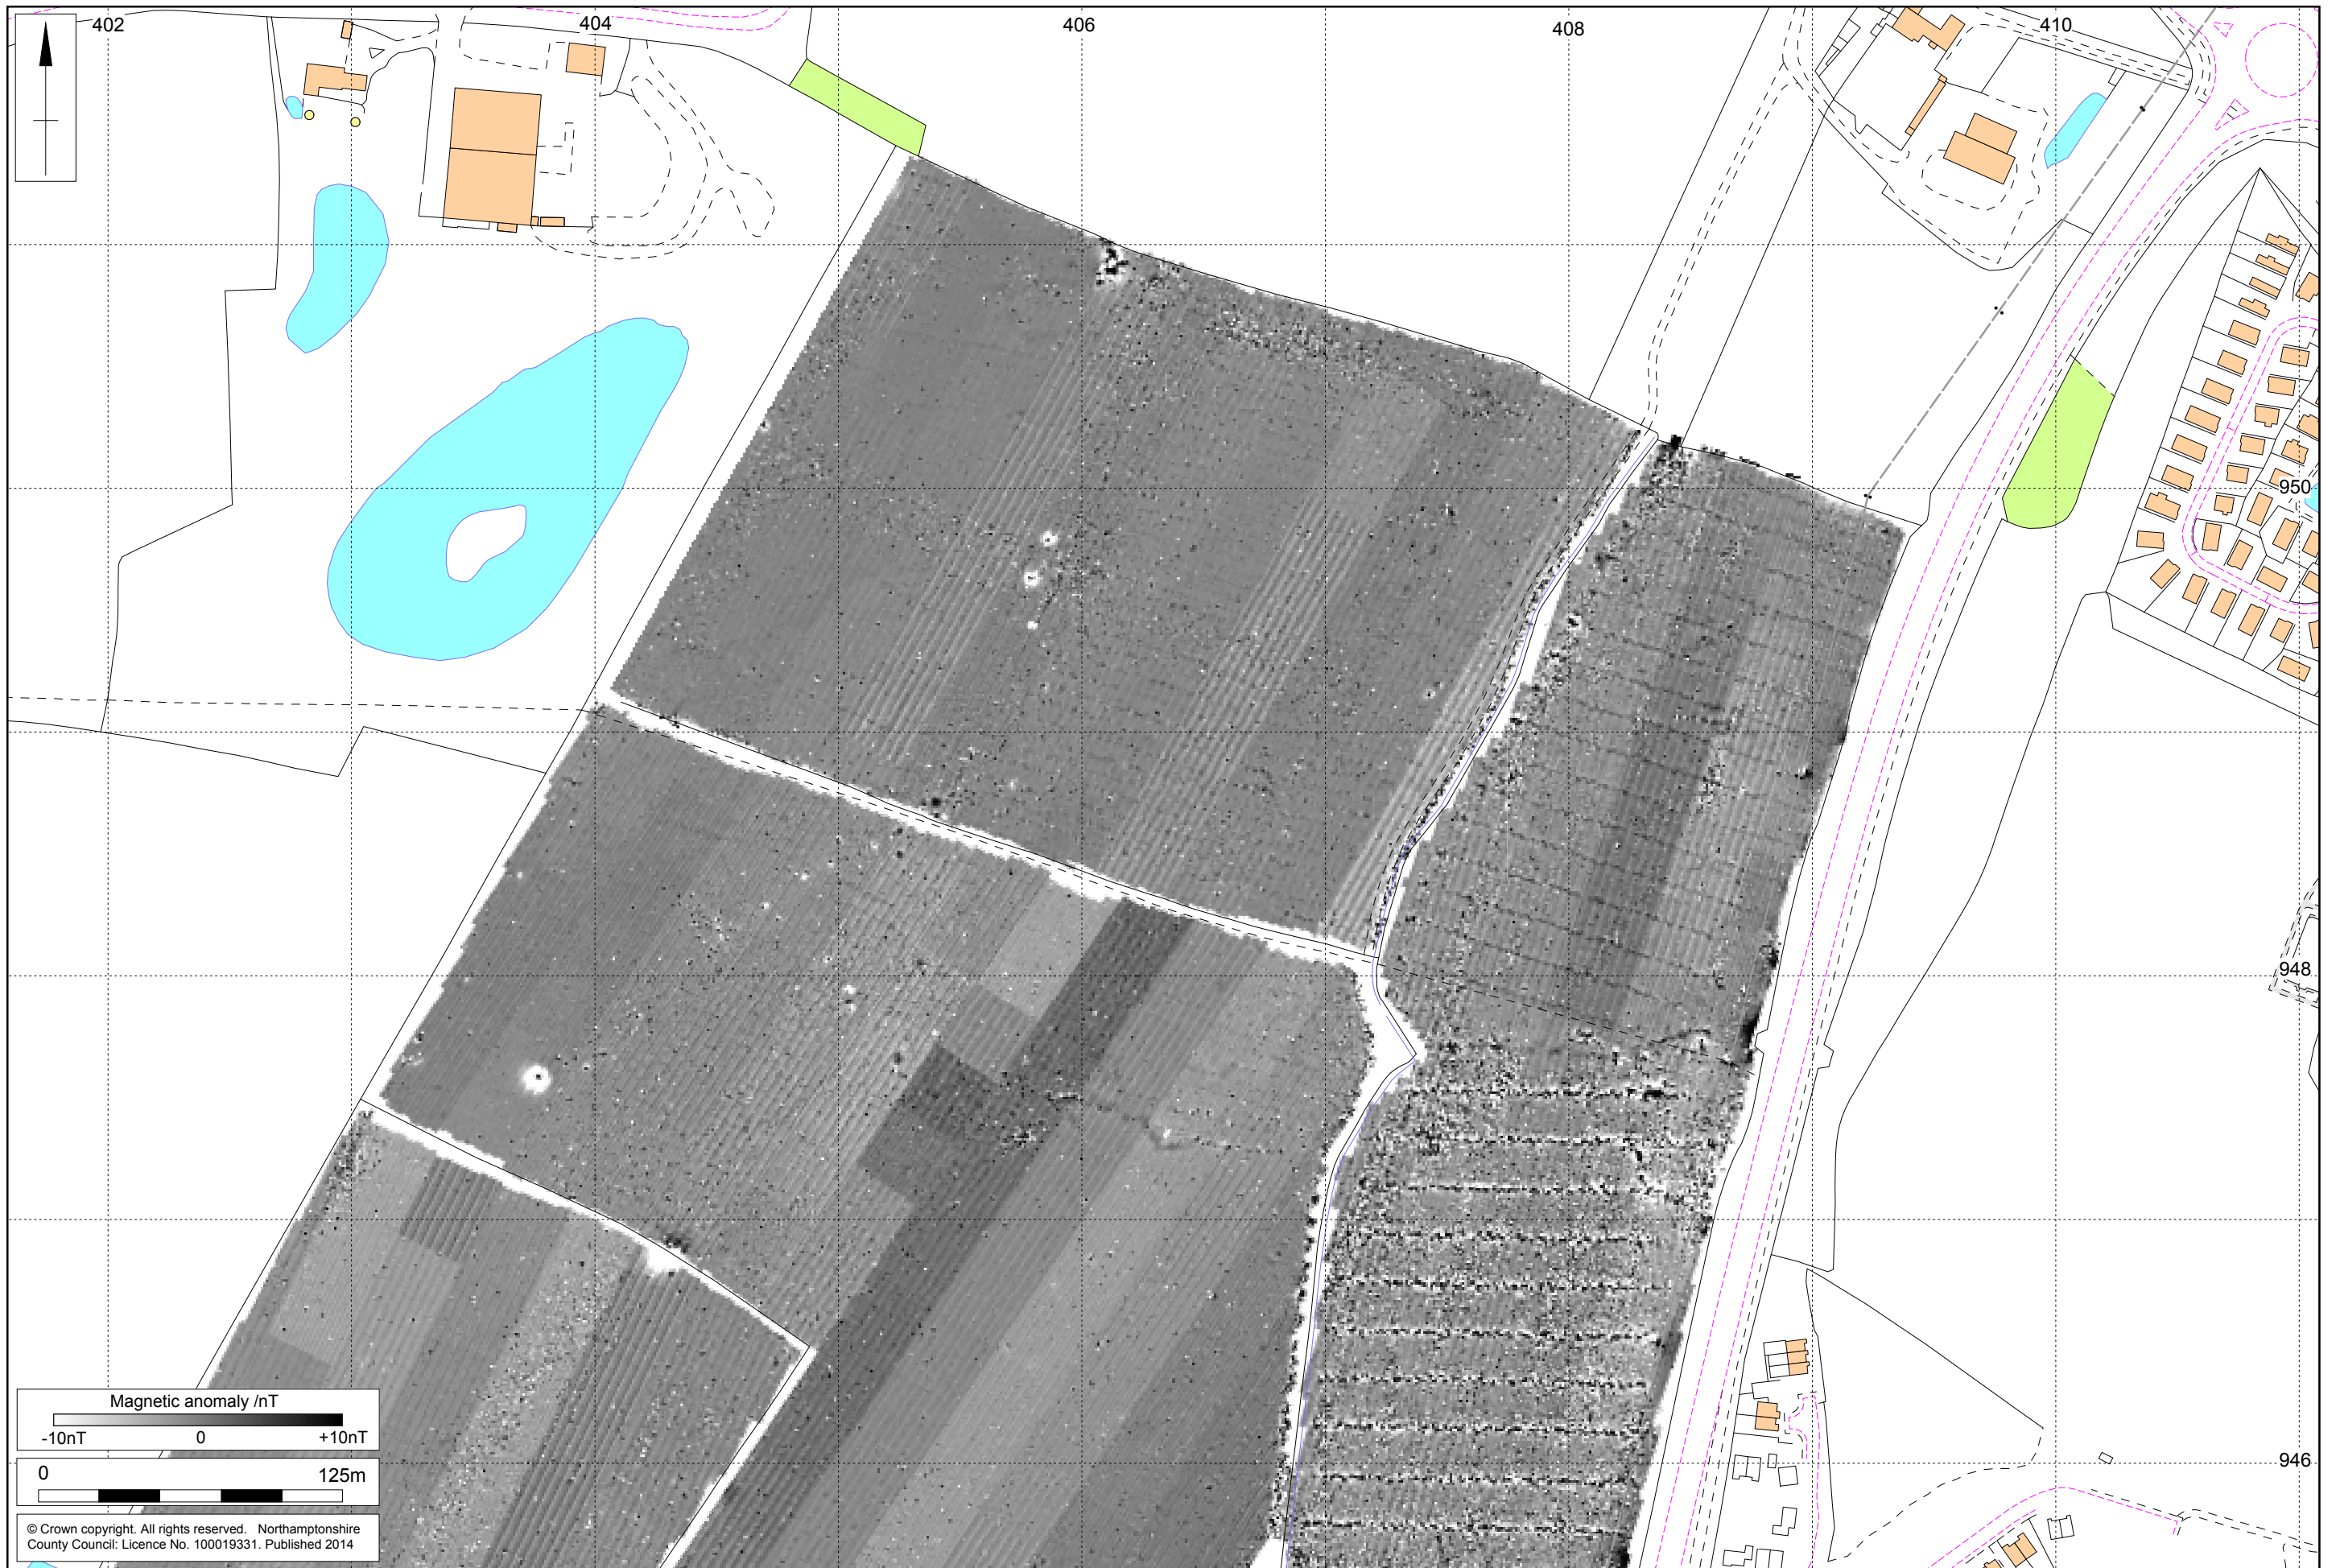 402
404
406
408
410
950
948
946
Magnetic anomaly /nT
-10nT 0 +10nT
0 125m
© Crown copyright. All rights reserved. Northamptonshire
County Council: Licence No. 100019331. Published 2014